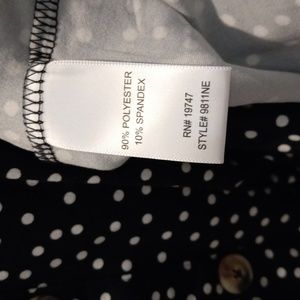 90% POLYESTER
10% SPANDEX
RN# 19747
STYLE# 9811NE